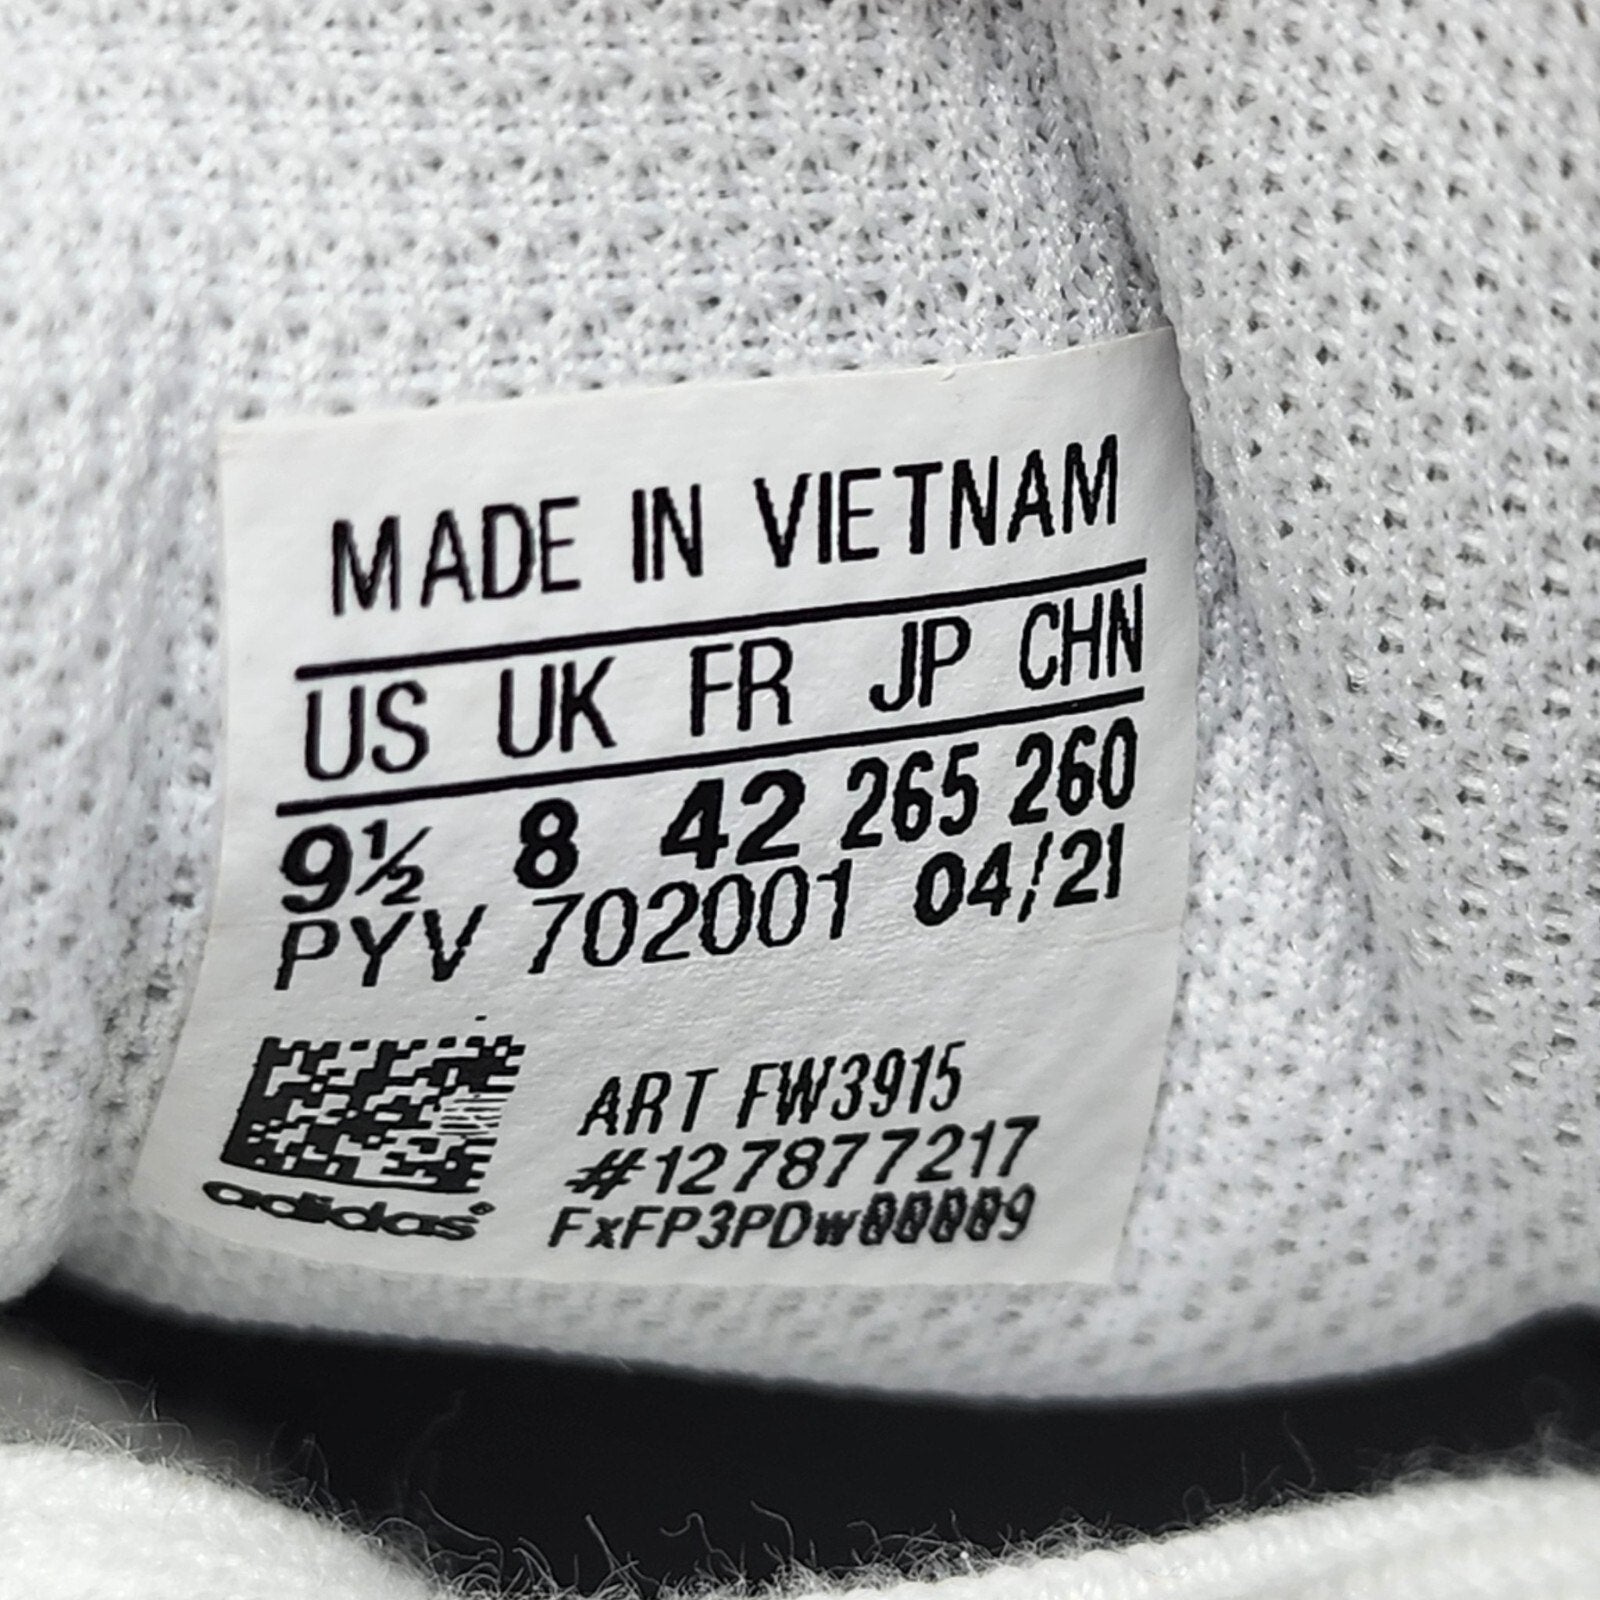 MADE IN VIETNAM
US UK FR JP CHN
9½ 8 42 265 260
PYV 702001 04/21
ART FW3915
#127877217
adidas®
FxFP3PDw00009